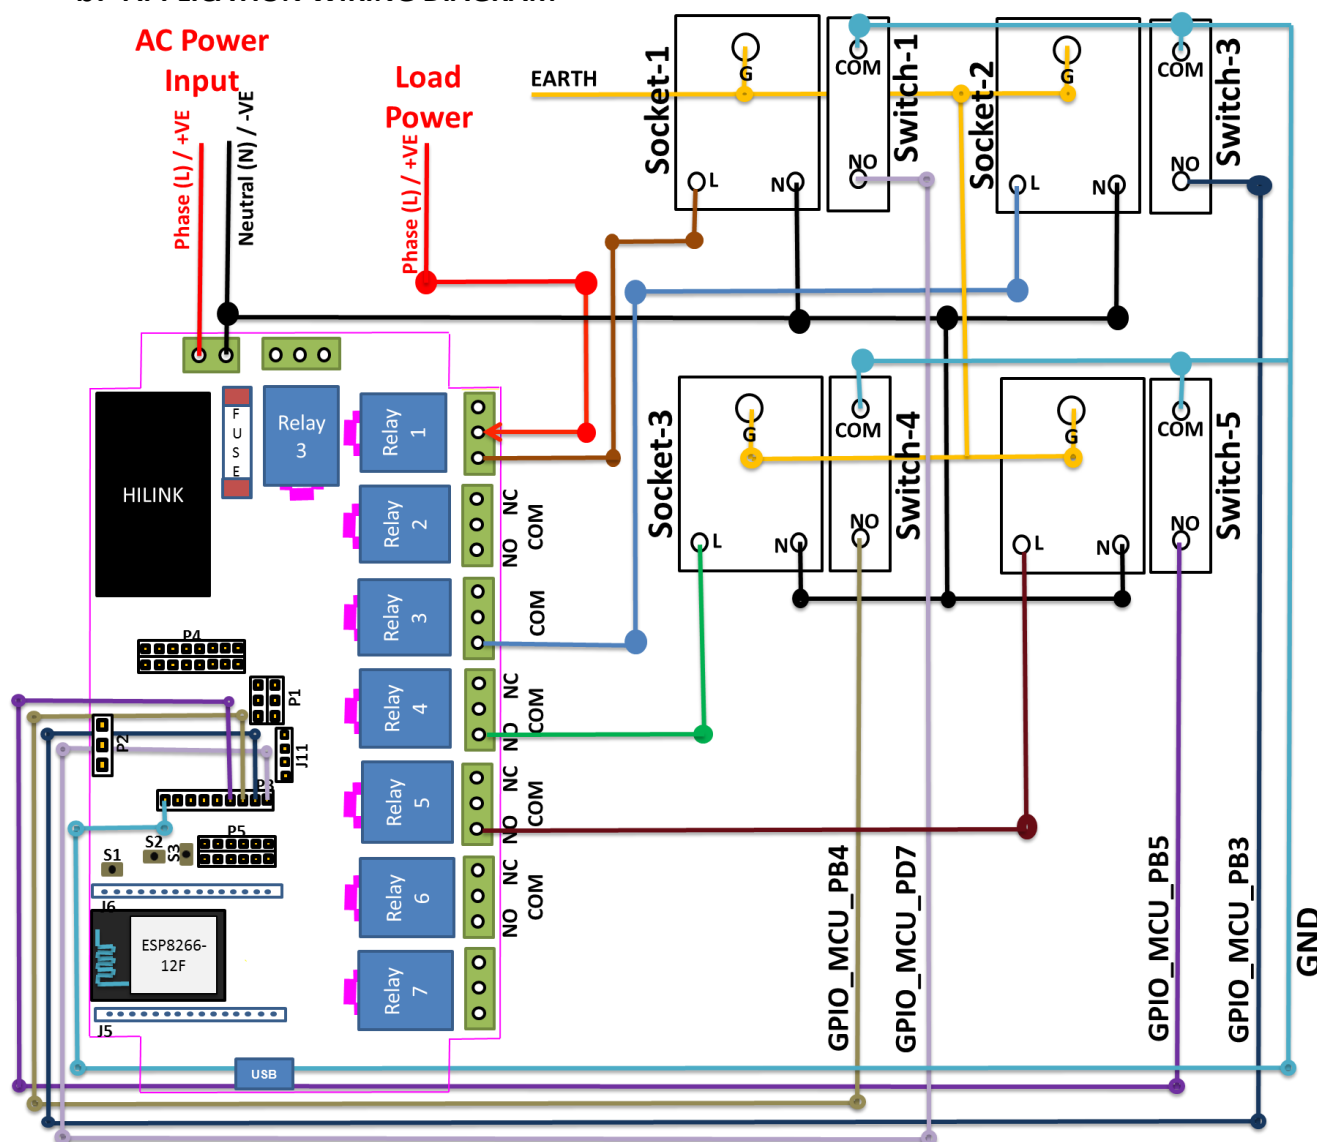 b. APPLICATION WIRING DIAGRAM
AC Power
Input
Load
Power
Phase (L) / +VE
Neutral (N) / -VE
Phase (L) / +VE
EARTH
Socket-1
G
L
N
COM
NO
Switch-1
Socket-2
G
L
N
COM
NO
Switch-3
Socket-3
G
L
N
COM
NO
Switch-4
G
L
N
COM
NO
Switch-5
HILINK
FUSE
Relay
3
Relay
1
Relay
2
NC
COM
NO
Relay
3
COM
Relay
4
NC
COM
NO
Relay
5
NC
COM
NO
Relay
6
NC
COM
NO
Relay
7
P4
P1
P2
J11
P3
P5
S1
S2
S3
J6
ESP8266-
12F
J5
USB
GPIO_MCU_PB4
GPIO_MCU_PD7
GPIO_MCU_PB5
GPIO_MCU_PB3
GND